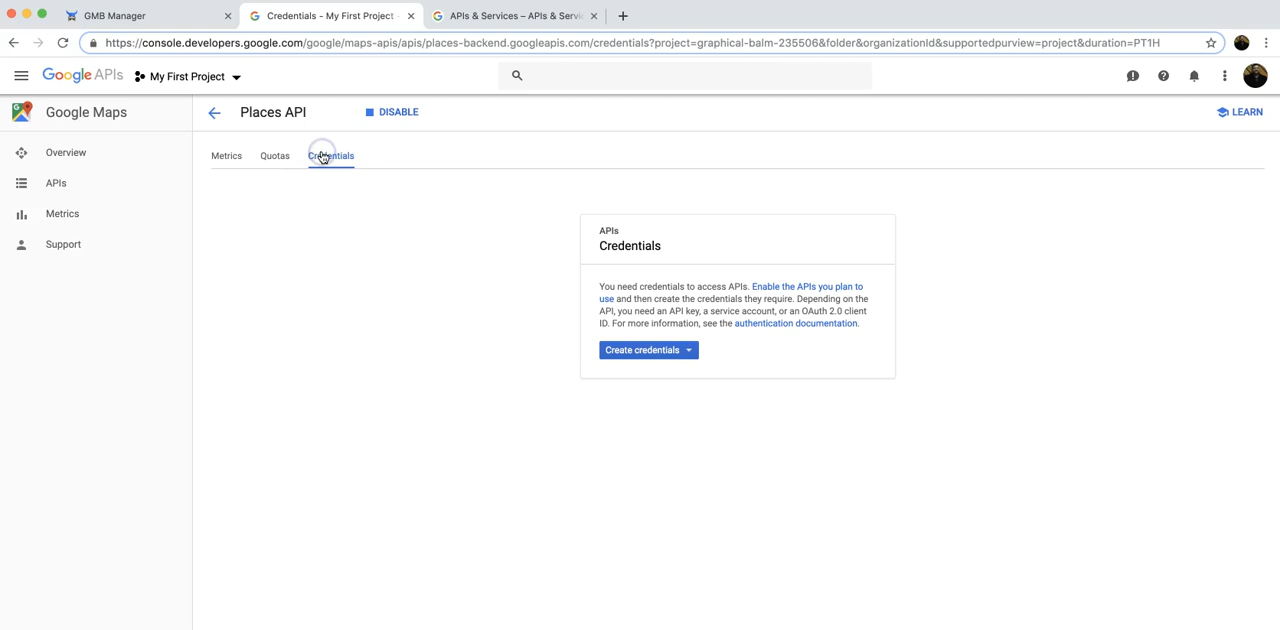 GMB Manager
Credentials - My First Project -
APIs & Services – APIs & Servic
https://console.developers.google.com/google/maps-apis/apis/places-backend.googleapis.com/credentials?project=graphical-balm-235506&folder&organizationId&supportedpurview=project&duration=PT1H
Google APIs
My First Project
Google Maps
Places API
DISABLE
LEARN
Overview
APIs
Metrics
Support
Metrics
Quotas
Credentials
APIs
Credentials
You need credentials to access APIs. Enable the APIs you plan to
use and then create the credentials they require. Depending on the
API, you need an API key, a service account, or an OAuth 2.0 client
ID. For more information, see the authentication documentation.
Create credentials